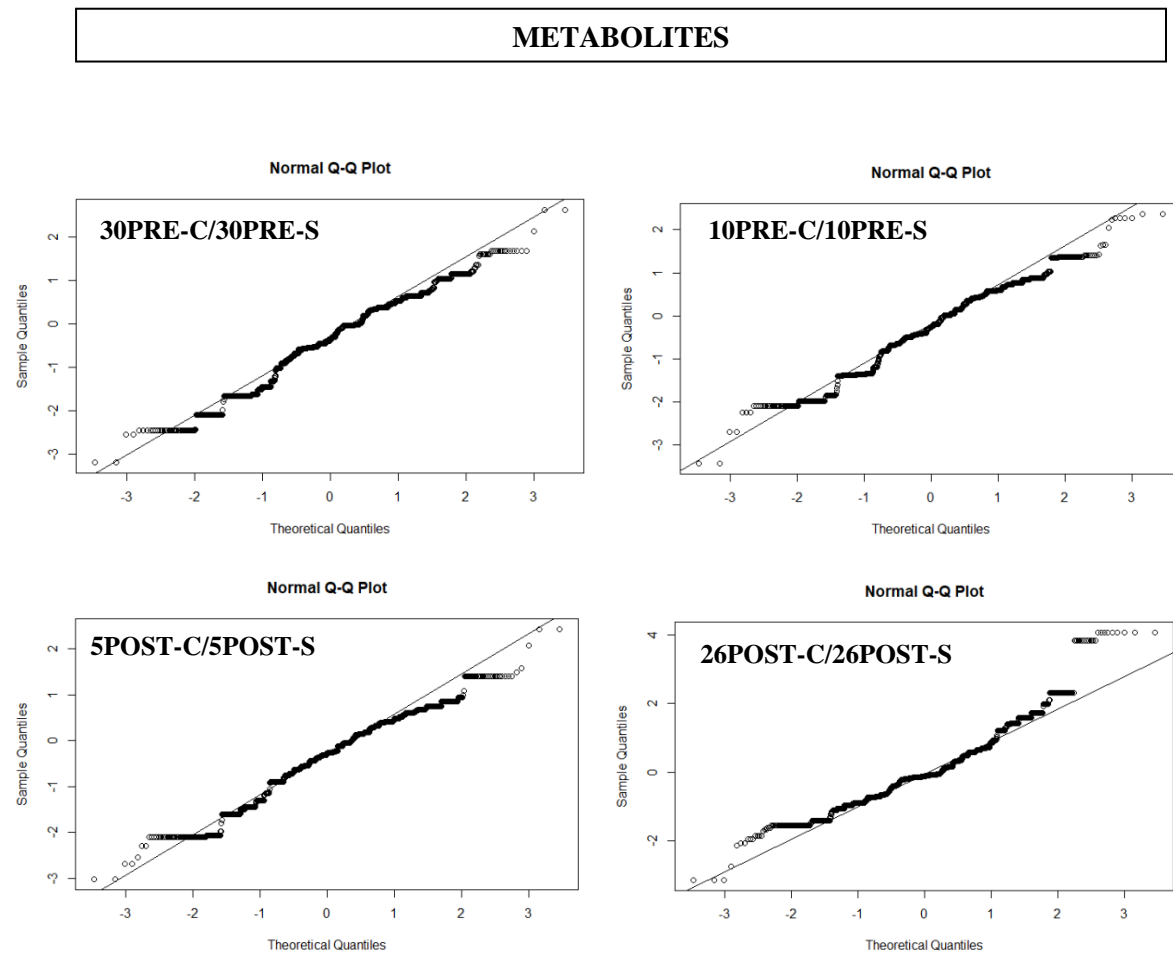 METABOLITES
Normal Q-Q Plot
30PRE-C/30PRE-S
Sample Quantiles
2
1
0
-1
-2
-3
-3 -2 -1 0 1 2 3
Theoretical Quantiles
Normal Q-Q Plot
10PRE-C/10PRE-S
Sample Quantiles
2
1
0
-1
-2
-3
-3 -2 -1 0 1 2 3
Theoretical Quantiles
Normal Q-Q Plot
5POST-C/5POST-S
Sample Quantiles
2
1
0
-1
-2
-3
-3 -2 -1 0 1 2 3
Theoretical Quantiles
Normal Q-Q Plot
26POST-C/26POST-S
Sample Quantiles
4
2
0
-2
-3 -2 -1 0 1 2 3
Theoretical Quantiles